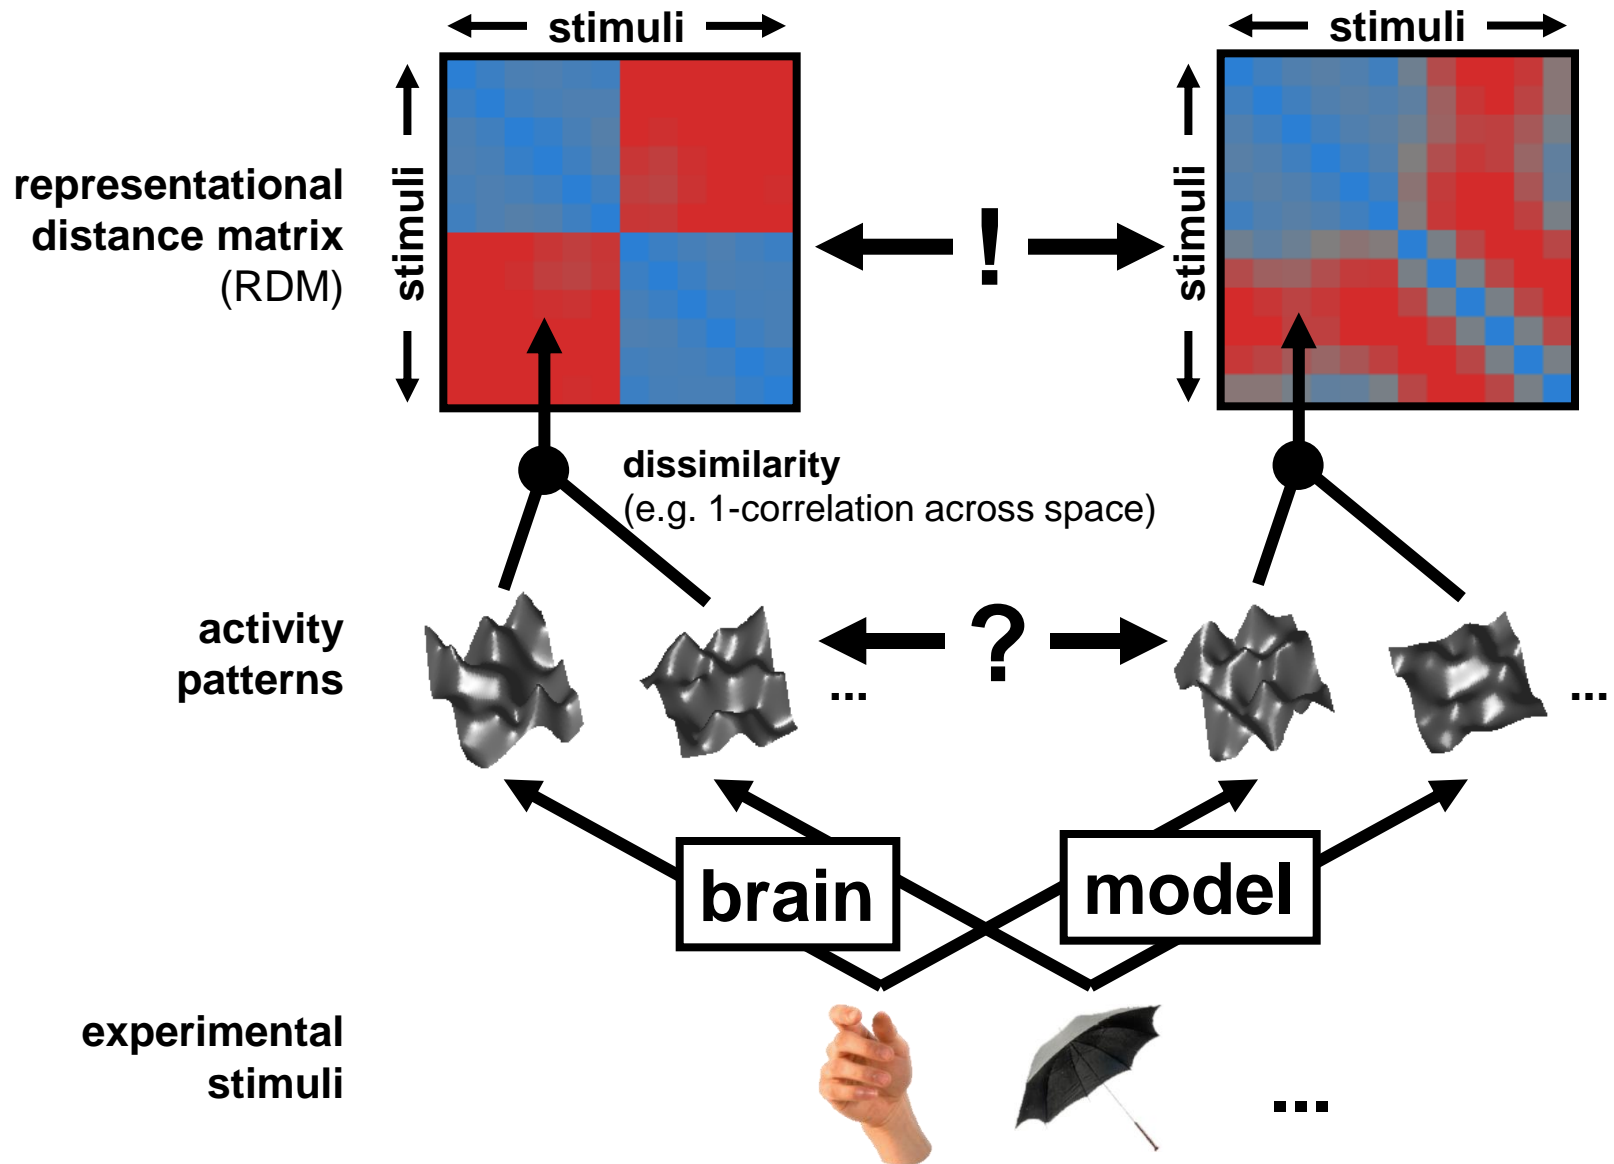 stimuli
stimuli
stimuli
stimuli
representational
distance matrix
(RDM)
!
dissimilarity
(e.g. 1-correlation across space)
activity
patterns
...
?
...
brain
model
experimental
stimuli
...